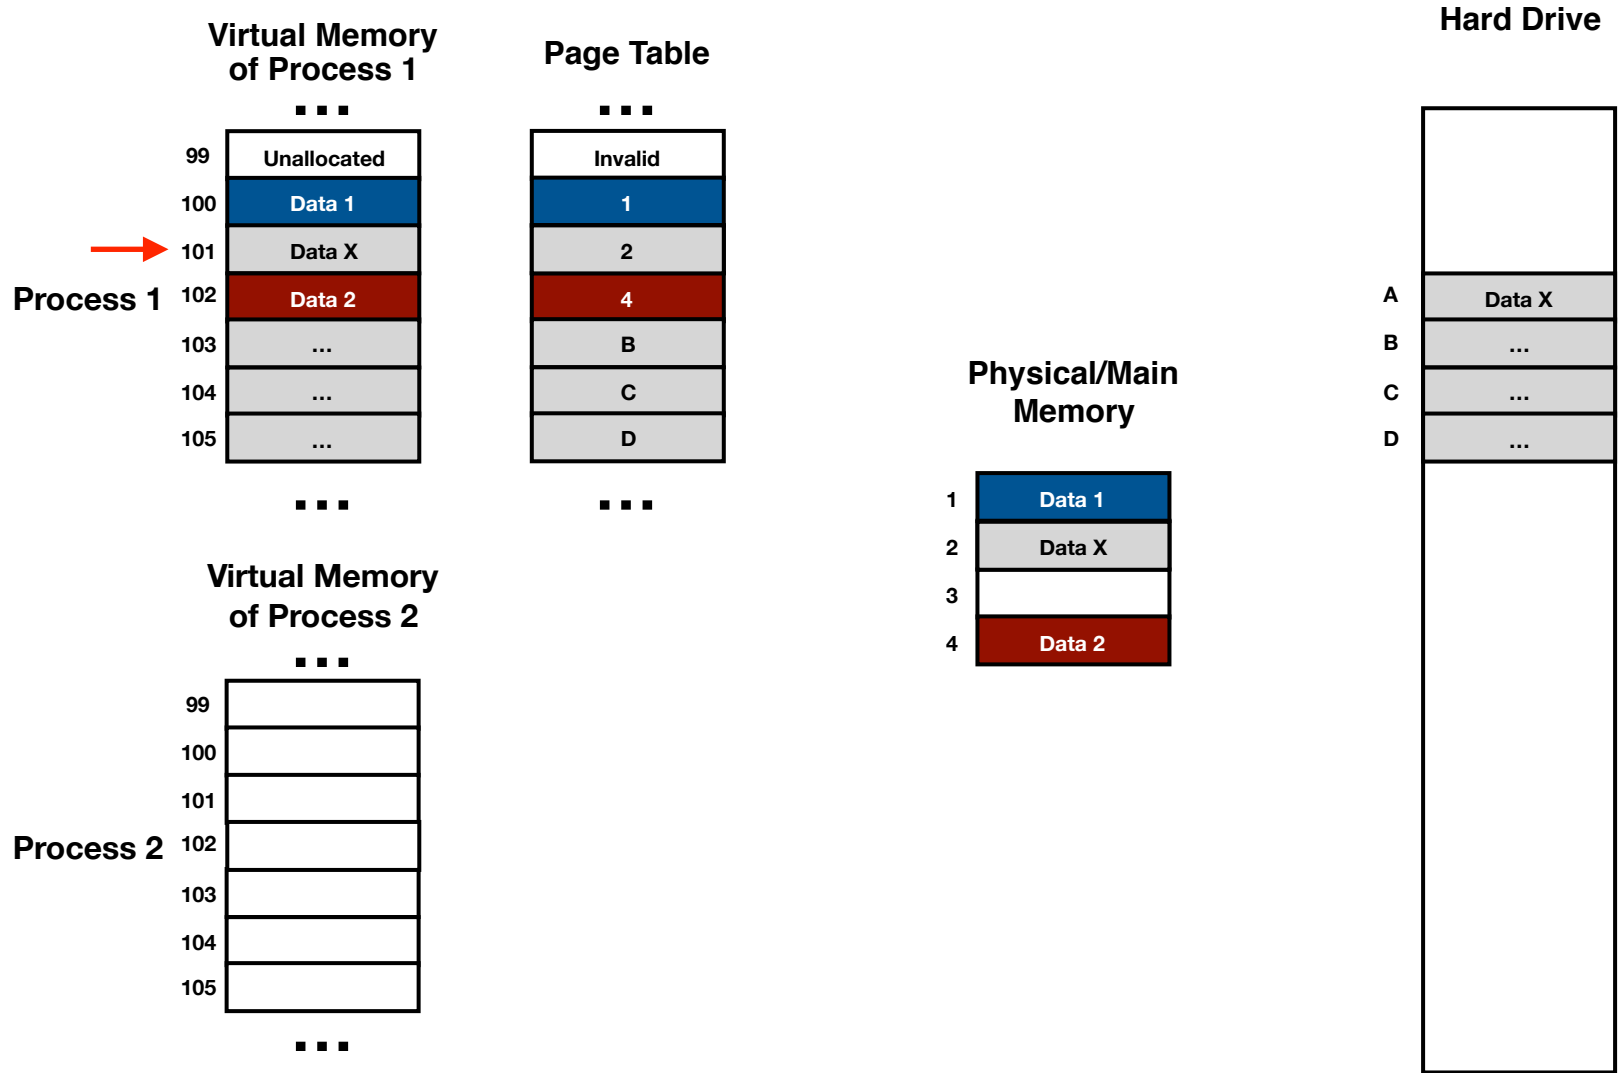 Hard Drive
Virtual Memory
of Process 1
Page Table
...
...
99 Unallocated Invalid
100 Data 1 1
101 Data X 2
Process 1 102 Data 2 4
103 ... B
104 ... C
105 ... D
...
...
A Data X
B ...
C ...
D ...
Physical/Main
Memory
1 Data 1
2 Data X
3
4 Data 2
Virtual Memory
of Process 2
...
99
100
101
Process 2 102
103
104
105
...